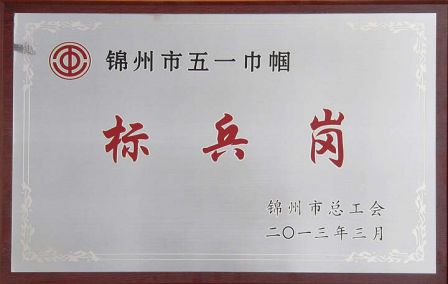 锦州市五一巾帼
标兵岗
锦州市总工会
二〇一三年三月